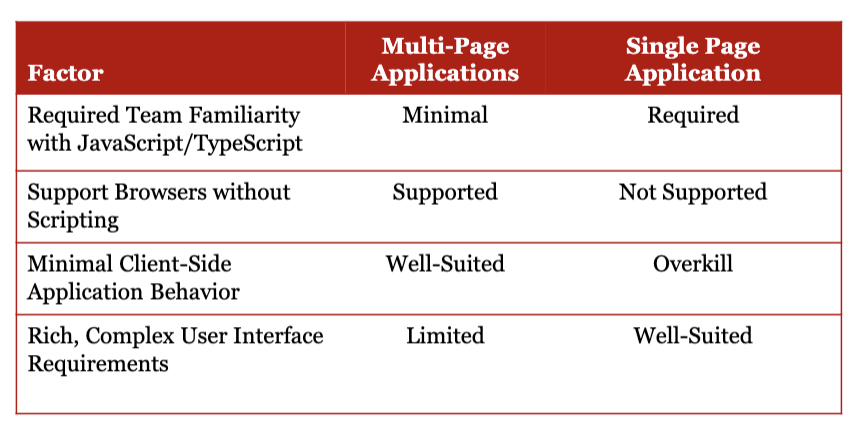 Factor
Multi-Page
Applications
Single Page
Application
Required Team Familiarity
with JavaScript/TypeScript
Minimal
Required
Support Browsers without
Scripting
Supported
Not Supported
Minimal Client-Side
Application Behavior
Well-Suited
Overkill
Rich, Complex User Interface
Requirements
Limited
Well-Suited